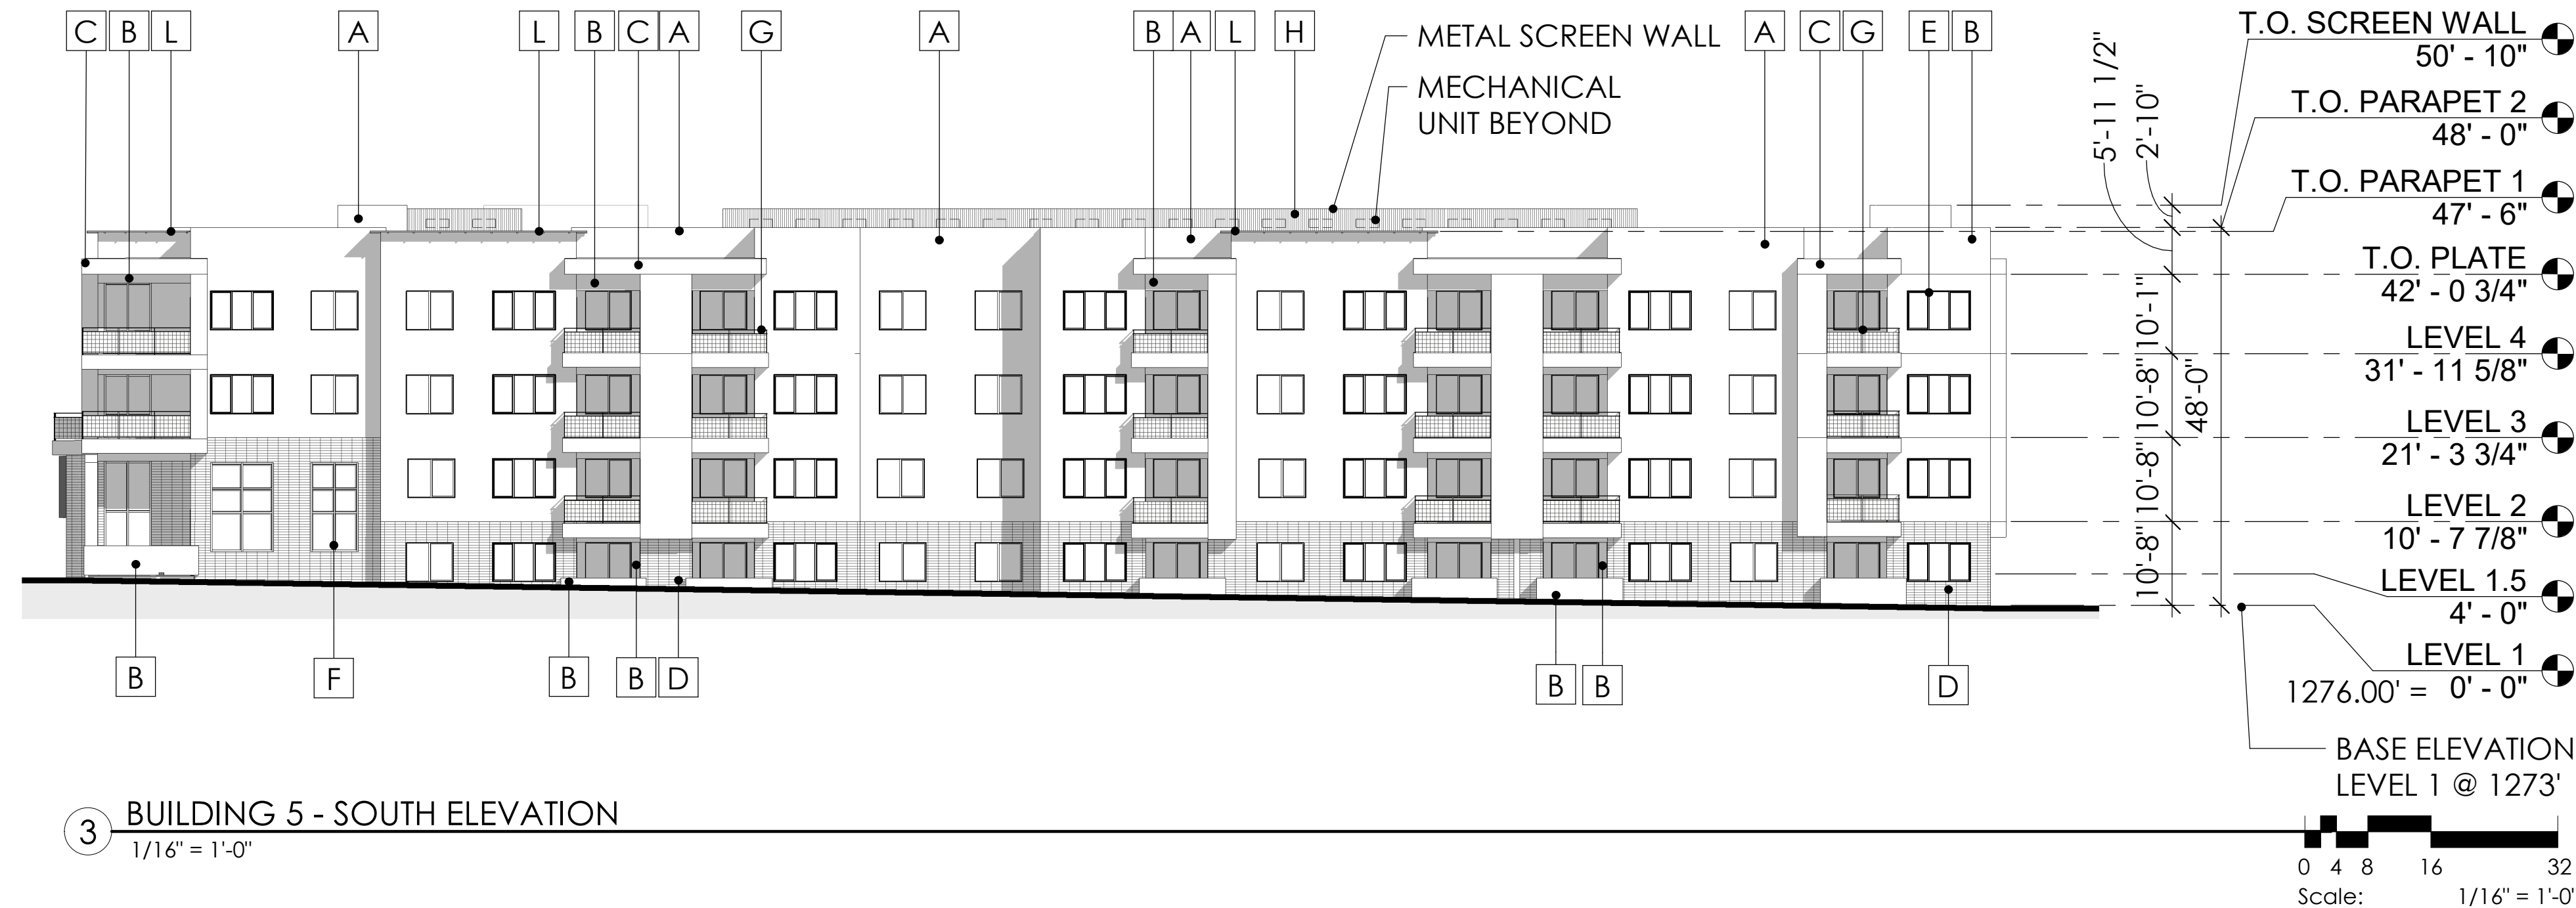 C B L A L B C A G A B A L H A C G E B
METAL SCREEN WALL
MECHANICAL
UNIT BEYOND
T.O. SCREEN WALL
50' - 10"
T.O. PARAPET 2
48' - 0"
T.O. PARAPET 1
47' - 6"
T.O. PLATE
42' - 0 3/4"
LEVEL 4
31' - 11 5/8"
LEVEL 3
21' - 3 3/4"
LEVEL 2
10' - 7 7/8"
LEVEL 1.5
4' - 0"
LEVEL 1
1276.00' = 0' - 0"
5'-11 1/2"
2'-10"
10'-1"
10'-8"
10'-8"
10'-8"
48'-0"
B F B B D B B D
BASE ELEVATION
LEVEL 1 @ 1273'
3 BUILDING 5 - SOUTH ELEVATION
1/16" = 1'-0"
0 4 8 16 32
Scale: 1/16" = 1'-0"